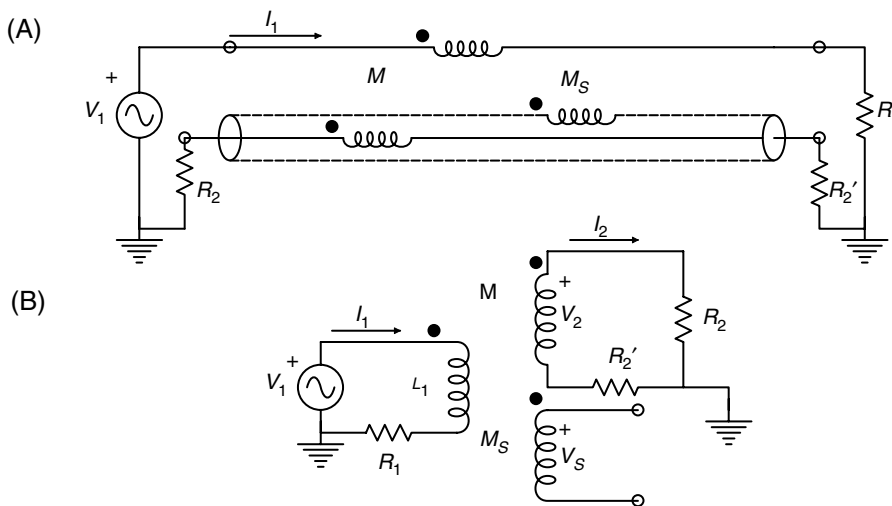 (A)
I1
+
V1
M
MS
R
R2
R2′
(B)
I2
M
+
V2
R2
R2′
I1
+
V1
L1
R1
MS
+
VS